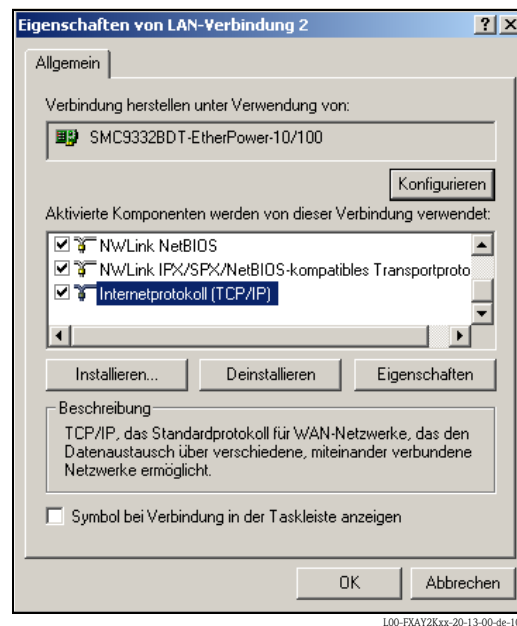 Eigenschaften von LAN-Verbindung 2
Allgemein
Verbindung herstellen unter Verwendung von:
SMC9332BDT-EtherPower-10/100
Konfigurieren
Aktivierte Komponenten werden von dieser Verbindung verwendet:
NWLink NetBIOS
NWLink IPX/SPX/NetBIOS-kompatibles Transportproto
Internetprotokoll (TCP/IP)
Installieren...
Deinstallieren
Eigenschaften
Beschreibung
TCP/IP, das Standardprotokoll für WAN-Netzwerke, das den
Datenaustausch über verschiedene, miteinander verbundene
Netzwerke ermöglicht.
Symbol bei Verbindung in der Taskleiste anzeigen
OK
Abbrechen
L00-FXAY2Kxx-20-13-00-de-10